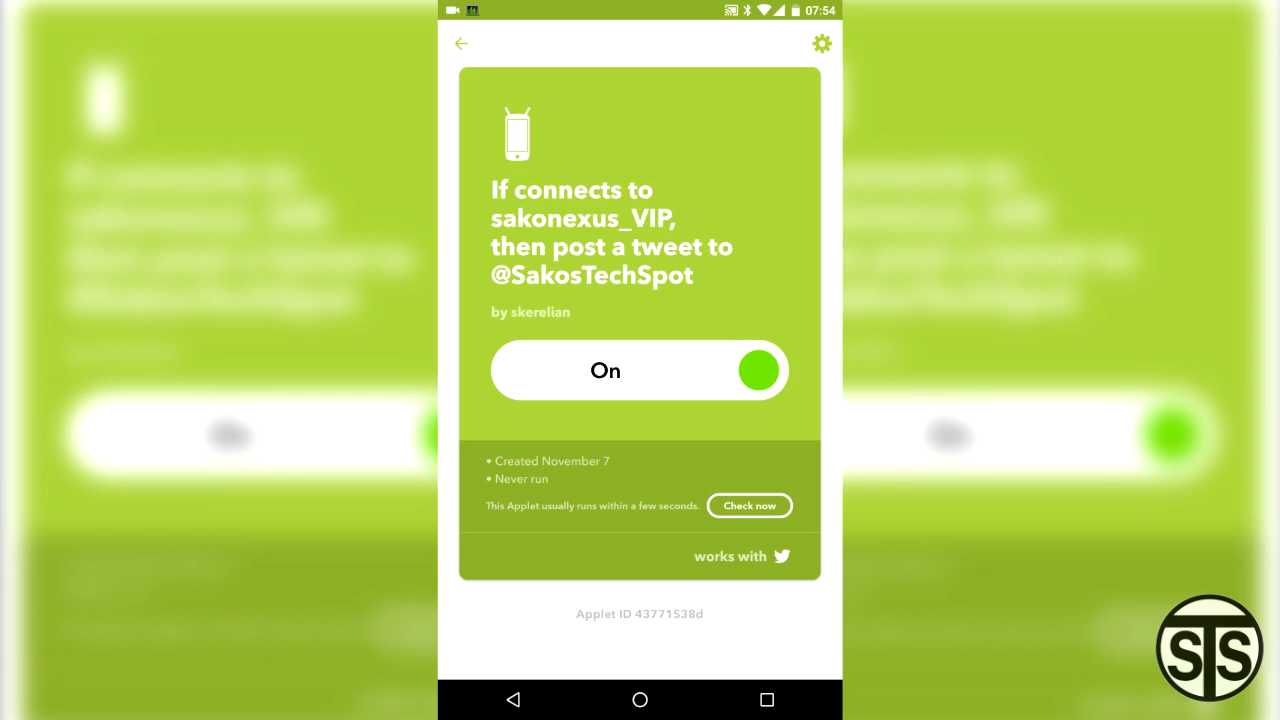 07:54
If connects to
sakonexus_VIP,
then post a tweet to
@SakosTechSpot
by skerelian
On
• Created November 7
• Never run
This Applet usually runs within a few seconds. Check now
works with
Applet ID 43771538d
STS